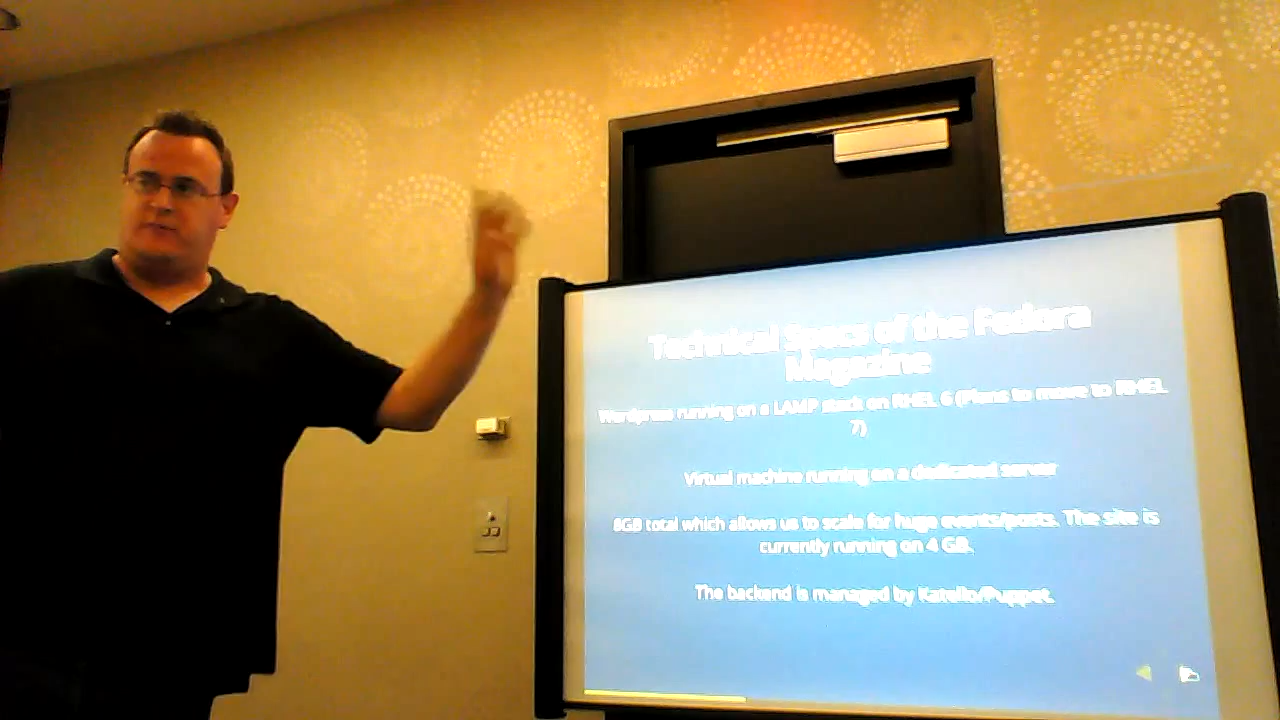 Technical Specs of the Fedora
Magazine
Wordpress running on a LAMP stack on RHEL 6 (Plans to move to RHEL
7)
Virtual machine running on a dedicated server
8GB total which allows us to scale for huge events/posts. The site is
currently running on 4 GB.
The backend is managed by Katello/Puppet.